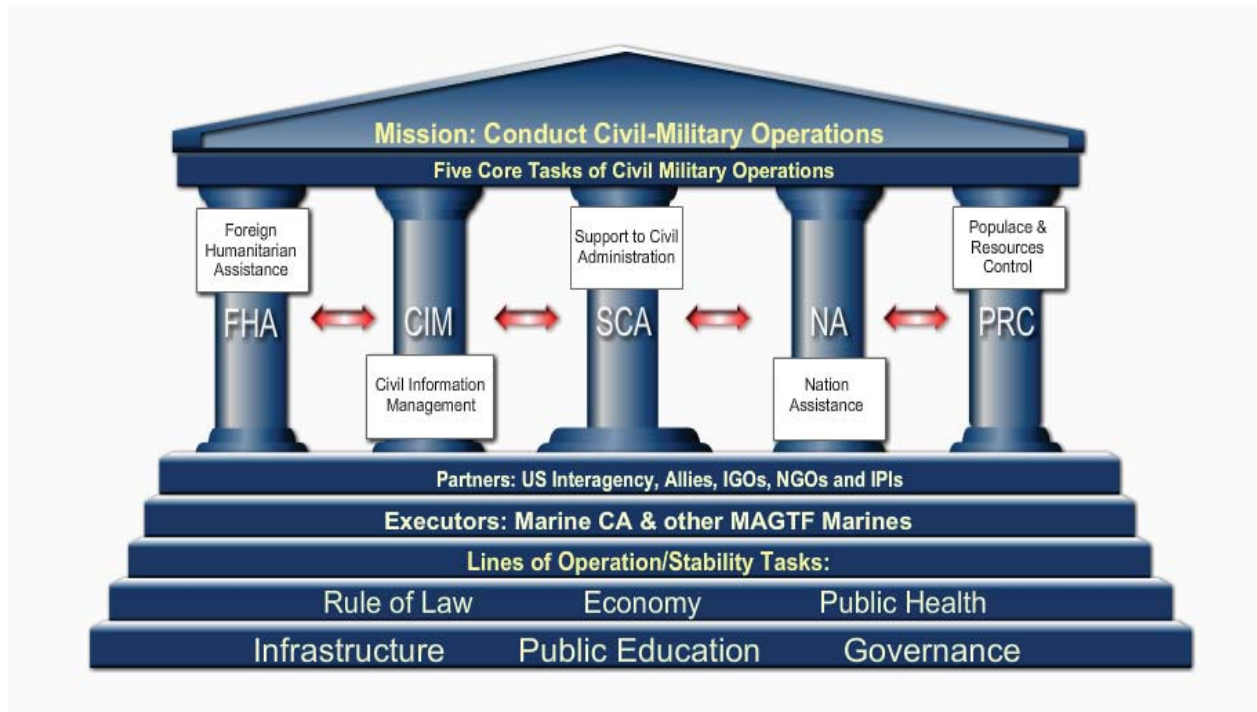 Mission: Conduct Civil-Military Operations
Five Core Tasks of Civil Military Operations
Foreign
Humanitarian
Assistance
FHA
CIM
Civil Information
Management
Support to Civil
Administration
SCA
NA
Nation
Assistance
Populace &
Resources
Control
PRC
Partners: US Interagency, Allies, IGOs, NGOs and IPIs
Executors: Marine CA & other MAGTF Marines
Lines of Operation/Stability Tasks:
Rule of Law Economy Public Health
Infrastructure Public Education Governance